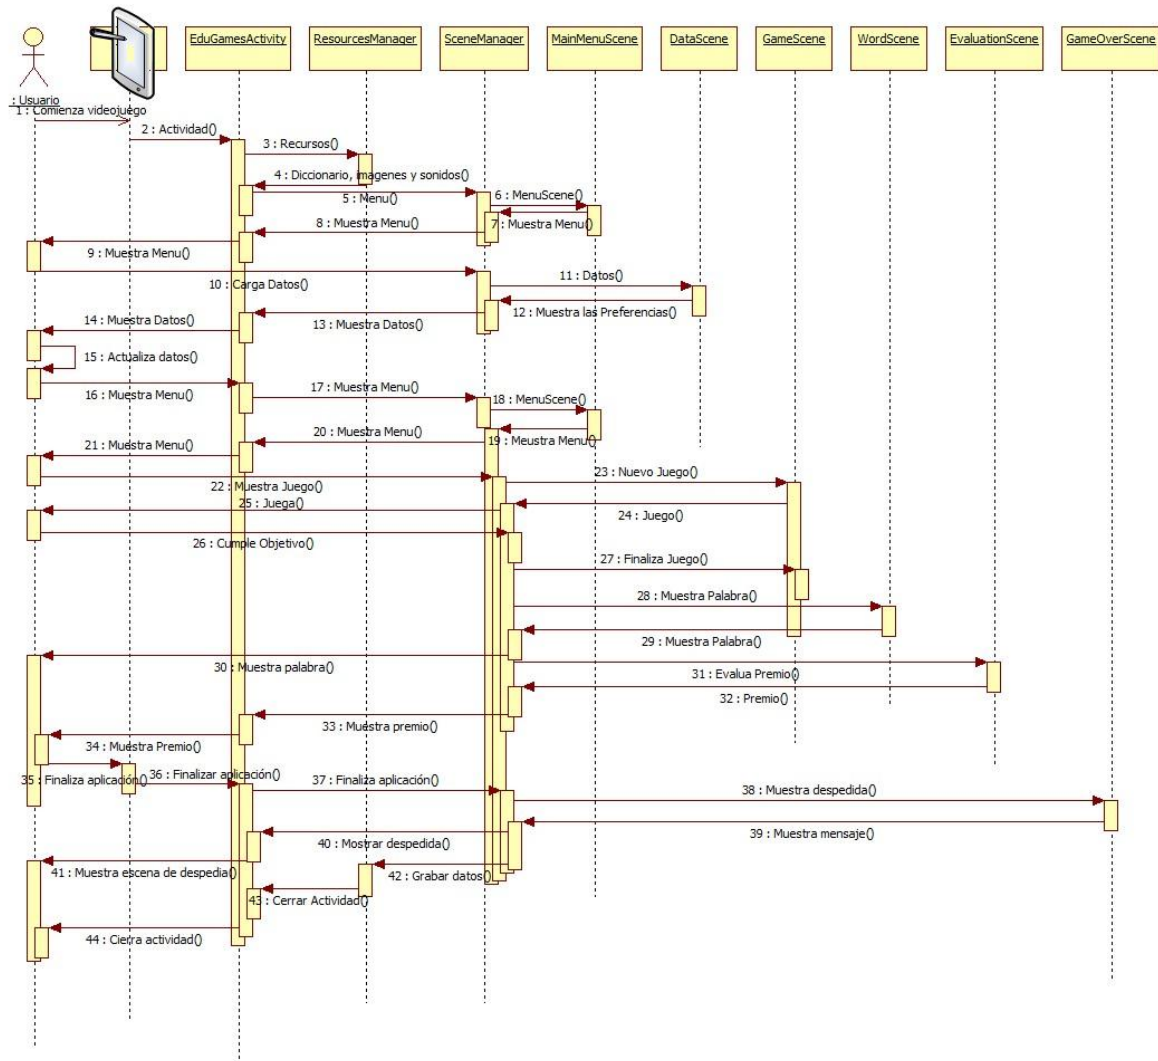 EduGamesActivity
ResourcesManager
SceneManager
MainMenuScene
DataScene
GameScene
WordScene
EvaluationScene
GameOverScene
: Usuario
1 : Comienza videojuego
2 : Actividad()
3 : Recursos()
4 : Diccionario, imagenes y sonidos()
5 : Menu()
6 : MenuScene()
7 : Muestra Menu()
8 : Muestra Menu()
9 : Muestra Menu()
10 : Carga Datos()
11 : Datos()
12 : Muestra las Preferencias()
13 : Muestra Datos()
14 : Muestra Datos()
15 : Actualiza datos()
16 : Muestra Menu()
17 : Muestra Menu()
18 : MenuScene()
19 : Meustra Menu()
20 : Muestra Menu()
21 : Muestra Menu()
22 : Muestra Juego()
23 : Nuevo Juego()
24 : Juego()
25 : Juega()
26 : Cumple Objetivo()
27 : Finaliza Juego()
28 : Muestra Palabra()
29 : Muestra Palabra()
30 : Muestra palabra()
31 : Evalua Premio()
32 : Premio()
33 : Muestra premio()
34 : Muestra Premio()
35 : Finaliza aplicación()
36 : Finalizar aplicación()
37 : Finaliza aplicación()
38 : Muestra despedida()
39 : Muestra mensaje()
40 : Mostrar despedida()
41 : Muestra escena de despedia()
42 : Grabar datos()
43 : Cerrar Actividad()
44 : Cierra actividad()